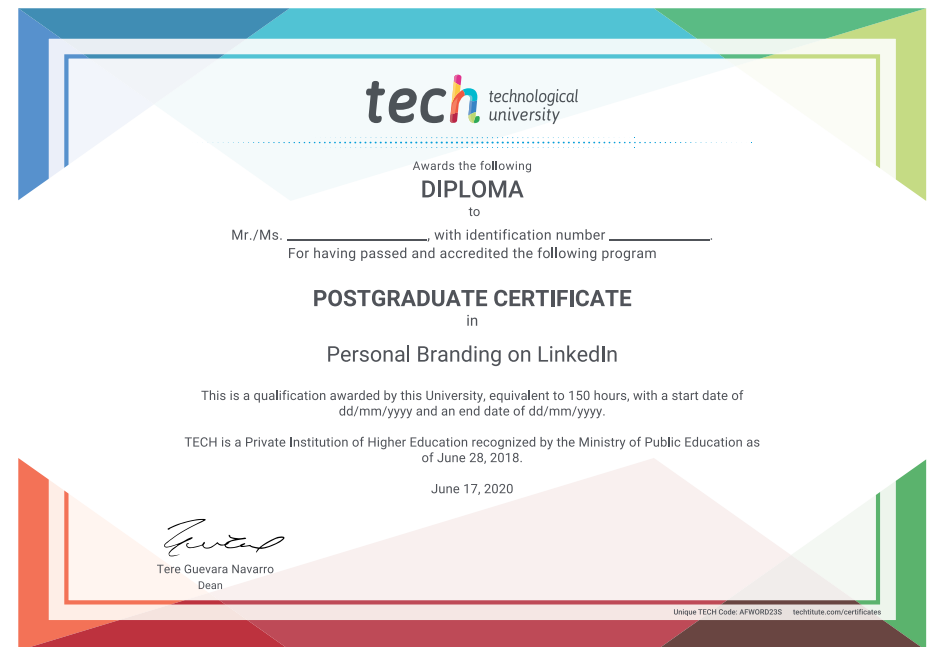 tech technological
university
Awards the following
DIPLOMA
to
Mr./Ms. ____________________, with identification number ______________.
For having passed and accredited the following program
POSTGRADUATE CERTIFICATE
in
Personal Branding on LinkedIn
This is a qualification awarded by this University, equivalent to 150 hours, with a start date of
dd/mm/yyyy and an end date of dd/mm/yyyy.
TECH is a Private Institution of Higher Education recognized by the Ministry of Public Education as
of June 28, 2018.
June 17, 2020
Tere Guevara Navarro
Dean
Unique TECH Code: AFWORD23S techtitute.com/certificates